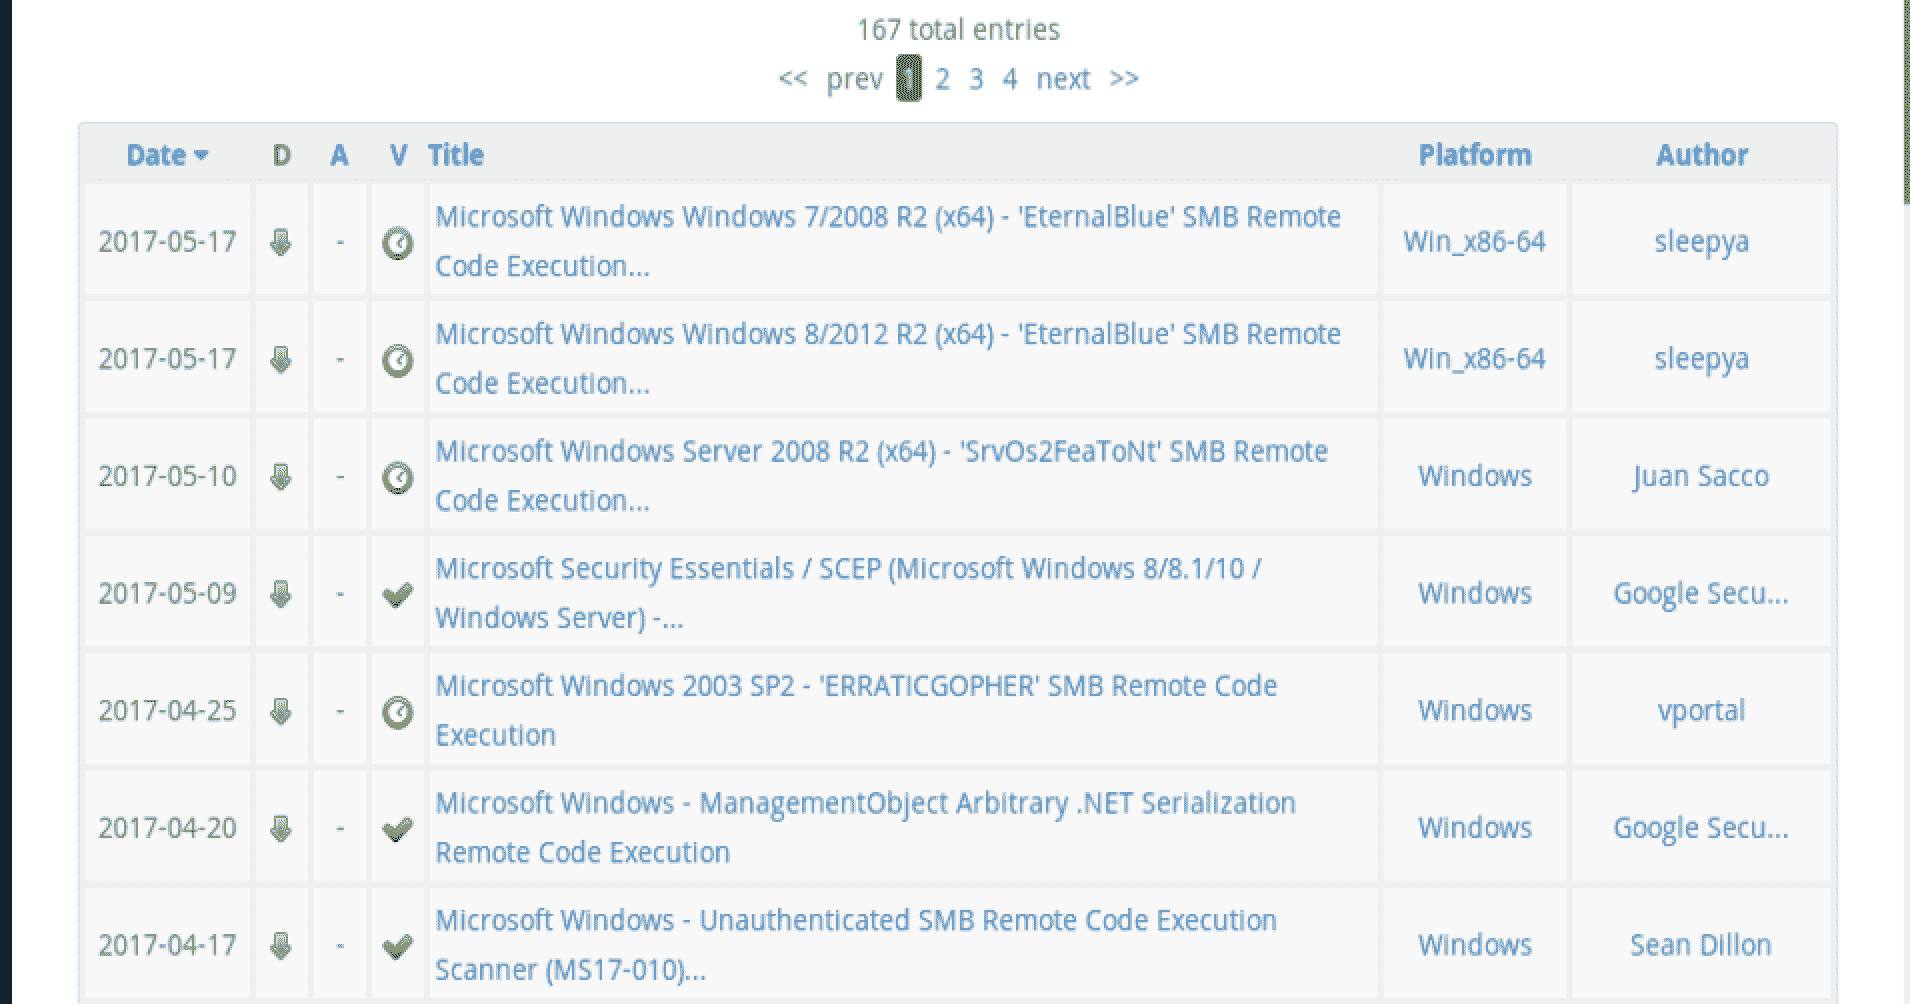 167 total entries
<< prev 1 2 3 4 next >>
Date D A V Title Platform Author
2017-05-17 - Microsoft Windows Windows 7/2008 R2 (x64) - 'EternalBlue' SMB Remote Win_x86-64 sleepya
Code Execution...
2017-05-17 - Microsoft Windows Windows 8/2012 R2 (x64) - 'EternalBlue' SMB Remote Win_x86-64 sleepya
Code Execution...
2017-05-10 - Microsoft Windows Server 2008 R2 (x64) - 'SrvOs2FeaToNt' SMB Remote Windows Juan Sacco
Code Execution...
2017-05-09 - Microsoft Security Essentials / SCEP (Microsoft Windows 8/8.1/10 / Windows Google Secu...
Windows Server) -...
2017-04-25 - Microsoft Windows 2003 SP2 - 'ERRATICGOPHER' SMB Remote Code Windows vportal
Execution
2017-04-20 - Microsoft Windows - ManagementObject Arbitrary .NET Serialization Windows Google Secu...
Remote Code Execution
2017-04-17 - Microsoft Windows - Unauthenticated SMB Remote Code Execution Windows Sean Dillon
Scanner (MS17-010)...